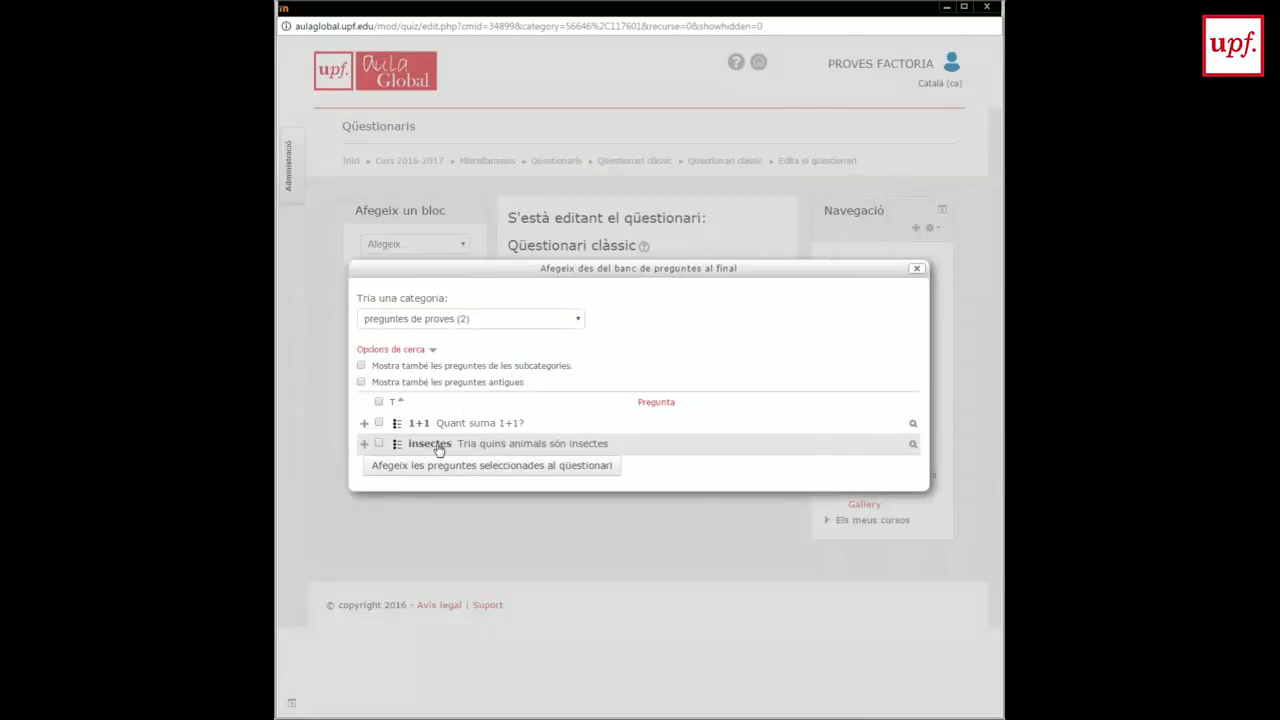 aulaglobal.upf.edu/mod/quiz/edit.php?cmid=34899&category=56646%2C117601&recurse=0&showhidden=0
upf.
upf. Aula Global
PROVES FACTORIA
Català (ca)
Qüestionaris
Administració
Inici ► Curs 2016-2017 ► Miscellaneous ► Qüestionaris ► Qüestionari clàssic ► Qüestionari clàssic ► Edita el qüestionari
Afegeix un bloc
Afegeix...
S'està editant el qüestionari:
Qüestionari clàssic
Navegació
Afegeix des del banc de preguntes al final
Tria una categoria:
preguntes de proves (2)
Opcions de cerca
Mostra també les preguntes de les subcategories.
Mostra també les preguntes antigues
T
Pregunta
1+1 Quant suma 1+1?
insectes Tria quins animals són insectes
Afegeix les preguntes seleccionades al qüestionari
Gallery
Els meus cursos
© copyright 2016 - Avís legal | Suport